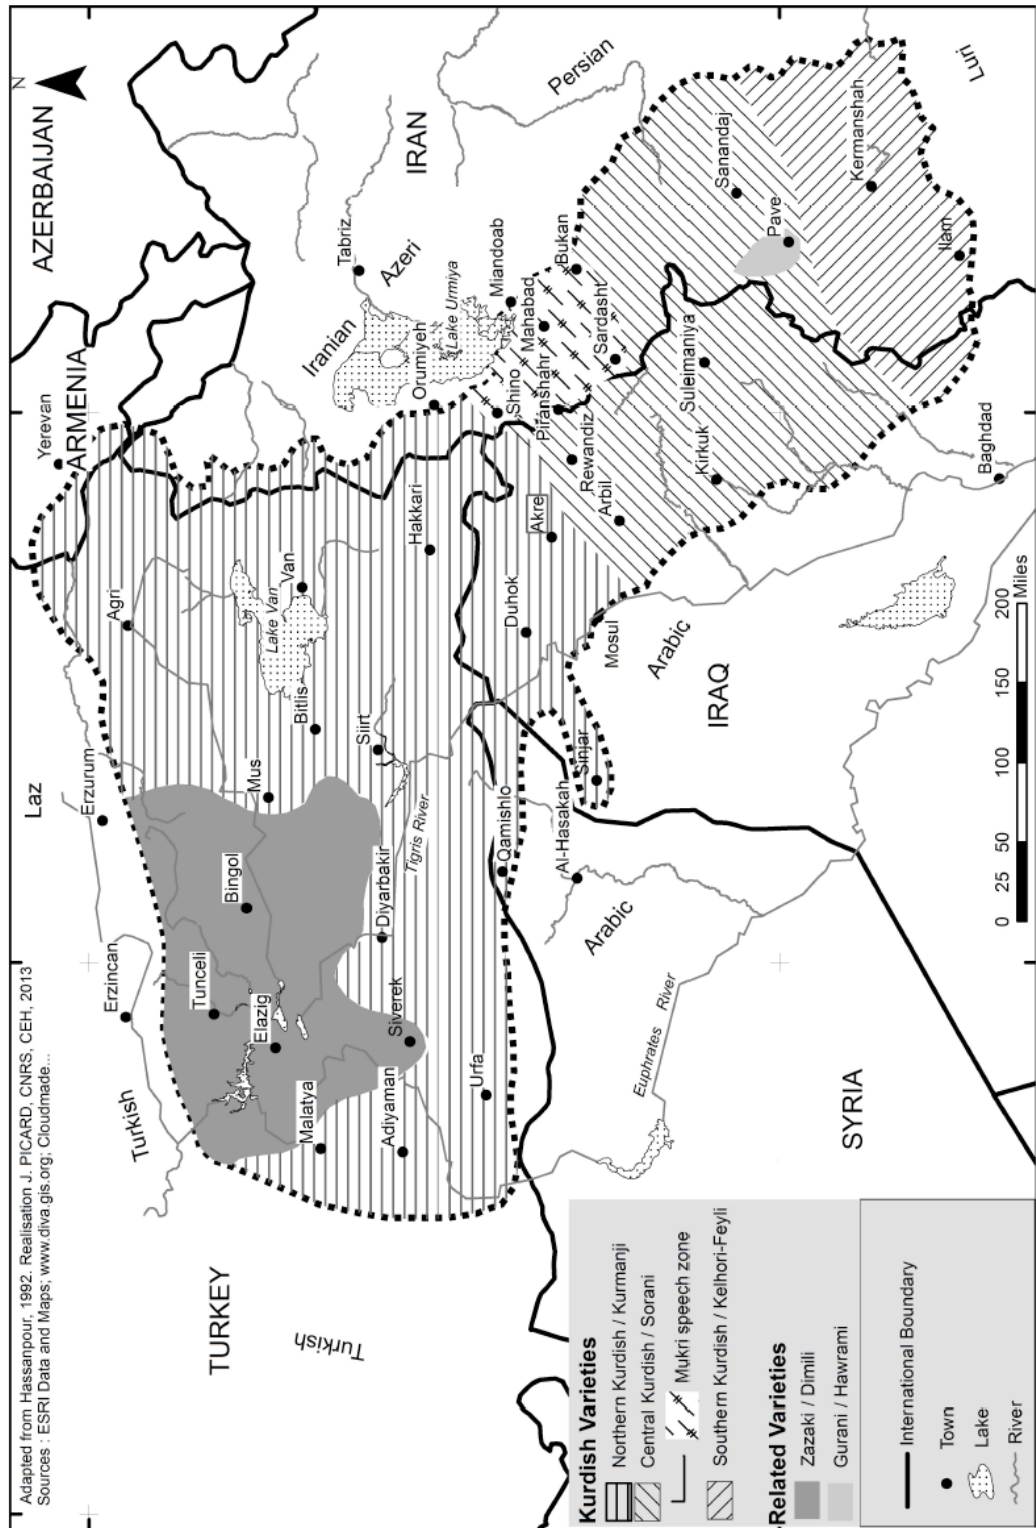 Adapted from Hassanpour, 1992. Realisation J. PICARD, CNRS, CEH, 2013
Sources : ESRI Data and Maps; www.diva.gis.org; Cloudmade...
N
AZERBAIJAN
ARMENIA
Yerevan
Laz
Erzurum
Erzincan
Agri
Turkish
Tunceli
Bingol
Mus
Lake Van
Van
Elazig
Bitlis
Malatya
Siirt
Adiyaman
Siverek
Diyarbakir
Tigris River
Hakkari
Urfa
Qamishlo
TURKEY
Turkish
Tabriz
Iranian
Azeri
IRAN
Persian
Orumiyeh
Lake Urmiya
Miandoab
Shino
Mahabad
Piranshahr
Bukan
Sardasht
Rewandiz
Akre
Duhok
Arbil
Mosul
Sinjar
Al-Hasakah
Arabic
Arabic
Kirkuk
Suleimaniya
Sanandaj
Pave
Kermanshah
Ilam
Luri
Baghdad
IRAQ
Euphrates River
SYRIA
0 25 50 100 150 200
Miles
Kurdish Varieties
Northern Kurdish / Kurmanji
Central Kurdish / Sorani
Mukri speech zone
Southern Kurdish / Kelhori-Feyli
-Related Varieties
Zazaki / Dimili
Gurani / Hawrami
International Boundary
Town
Lake
River